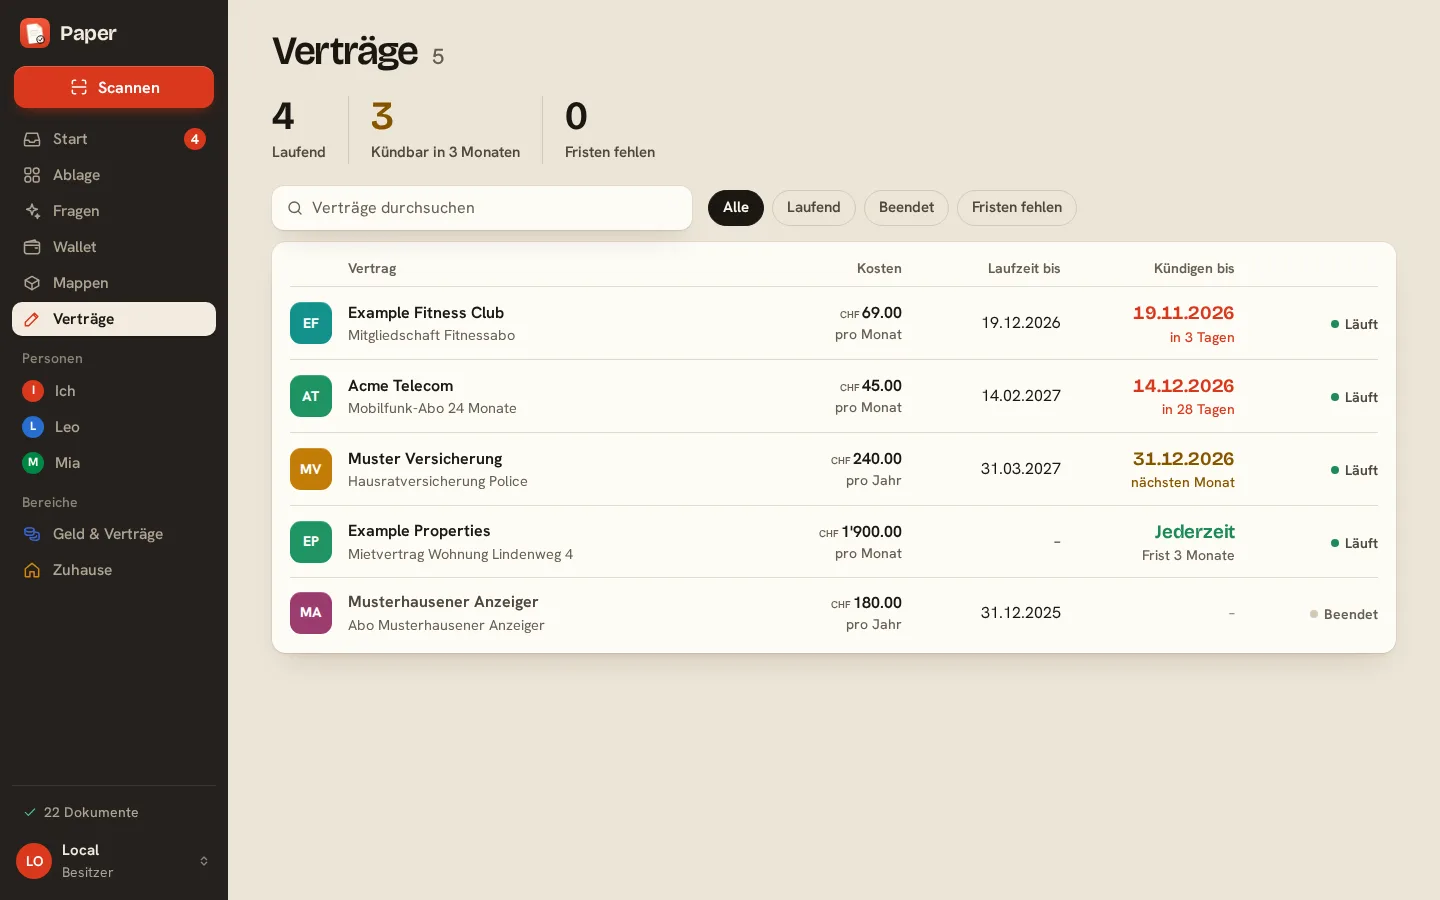 Paper
Scannen
Start 4
Ablage
Fragen
Wallet
Mappen
Verträge
Personen
I Ich
L Leo
M Mia
Bereiche
Geld & Verträge
Zuhause
22 Dokumente
LO Local
Besitzer
Verträge 5
4 3 0
Laufend Kündbar in 3 Monaten Fristen fehlen
Verträge durchsuchen Alle Laufend Beendet Fristen fehlen
Vertrag Kosten Laufzeit bis Kündigen bis
EF Example Fitness Club CHF 69.00 19.12.2026 19.11.2026 Läuft
Mitgliedschaft Fitnessabo pro Monat in 3 Tagen
AT Acme Telecom CHF 45.00 14.02.2027 14.12.2026 Läuft
Mobilfunk-Abo 24 Monate pro Monat in 28 Tagen
MV Muster Versicherung CHF 240.00 31.03.2027 31.12.2026 Läuft
Hausratversicherung Police pro Jahr nächsten Monat
EP Example Properties CHF 1'900.00 – Jederzeit Läuft
Mietvertrag Wohnung Lindenweg 4 pro Monat Frist 3 Monate
MA Musterhausener Anzeiger CHF 180.00 31.12.2025 – Beendet
Abo Musterhausener Anzeiger pro Jahr